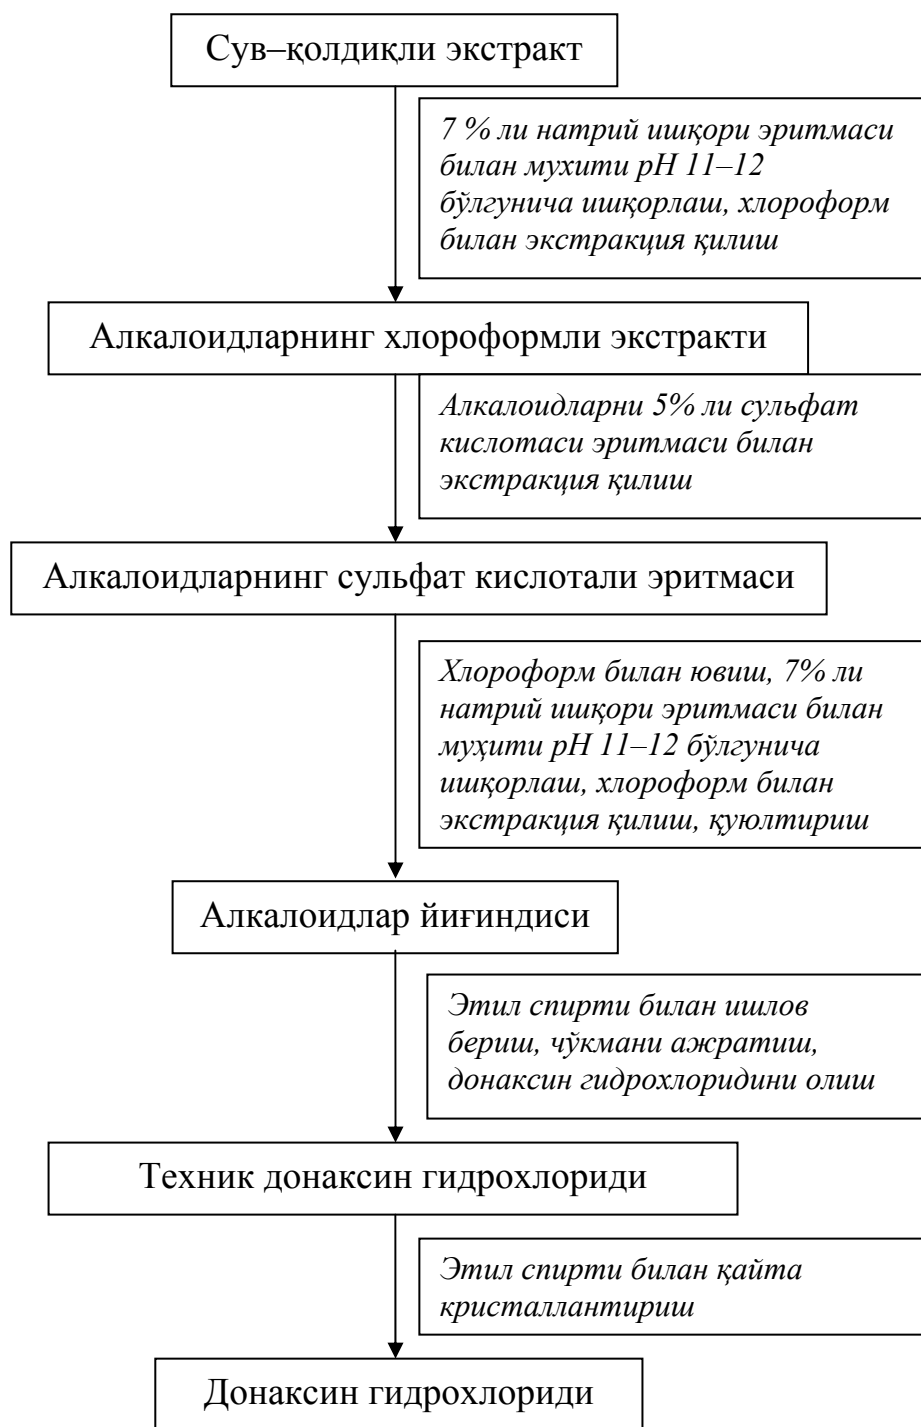 Сув–қолдиқли экстракт
7 % ли натрий ишқори эритмаси
билан мухити pH 11–12
бўлгунича ишқорлаш, хлороформ
билан экстракция қилиш
Алкалоидларнинг хлороформли экстракти
Алкалоидларни 5% ли сульфат
кислотаси эритмаси билан
экстракция қилиш
Алкалоидларнинг сульфат кислотали эритмаси
Хлороформ билан ювиш, 7% ли
натрий ишқори эритмаси билан
муҳити pH 11–12 бўлгунича
ишқорлаш, хлороформ билан
экстракция қилиш, қуюлтириш
Алкалоидлар йиғиндиси
Этил спирти билан ишлов
бериш, чўкмани ажратиш,
донаксин гидрохлоридини олиш
Техник донаксин гидрохлориди
Этил спирти билан қайта
кристаллантириш
Донаксин гидрохлориди